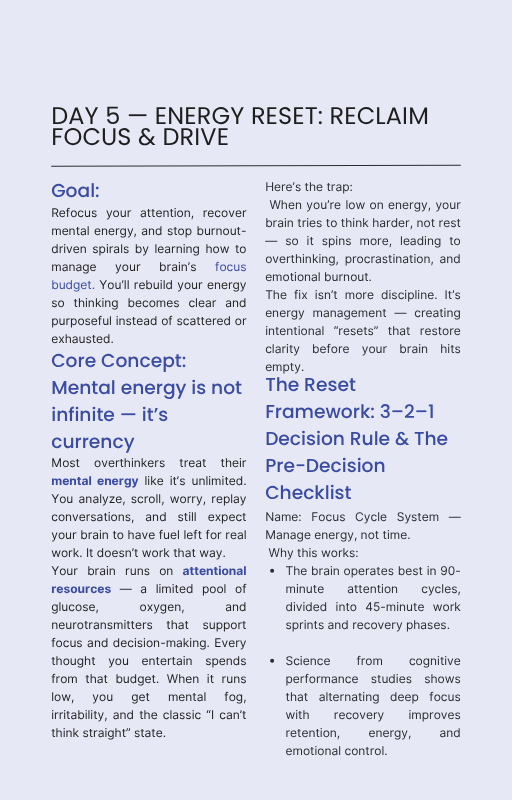 DAY 5 — ENERGY RESET: RECLAIM
FOCUS & DRIVE
Goal:
Refocus your attention, recover
mental energy, and stop burnout-
driven spirals by learning how to
manage your brain’s focus
budget. You’ll rebuild your energy
so thinking becomes clear and
purposeful instead of scattered or
exhausted.
Core Concept:
Mental energy is not
infinite — it’s
currency
Most overthinkers treat their
mental energy like it’s unlimited.
You analyze, scroll, worry, replay
conversations, and still expect
your brain to have fuel left for real
work. It doesn’t work that way.
Your brain runs on attentional
resources — a limited pool of
glucose, oxygen, and
neurotransmitters that support
focus and decision-making. Every
thought you entertain spends
from that budget. When it runs
low, you get mental fog,
irritability, and the classic “I can’t
think straight” state.
Here’s the trap:
When you’re low on energy, your
brain tries to think harder, not rest
— so it spins more, leading to
overthinking, procrastination, and
emotional burnout.
The fix isn’t more discipline. It’s
energy management — creating
intentional “resets” that restore
clarity before your brain hits
empty.
The Reset
Framework: 3–2–1
Decision Rule & The
Pre-Decision
Checklist
Name: Focus Cycle System —
Manage energy, not time.
Why this works:
• The brain operates best in 90-
minute attention cycles,
divided into 45-minute work
sprints and recovery phases.
• Science from cognitive
performance studies shows
that alternating deep focus
with recovery improves
retention, energy, and
emotional control.